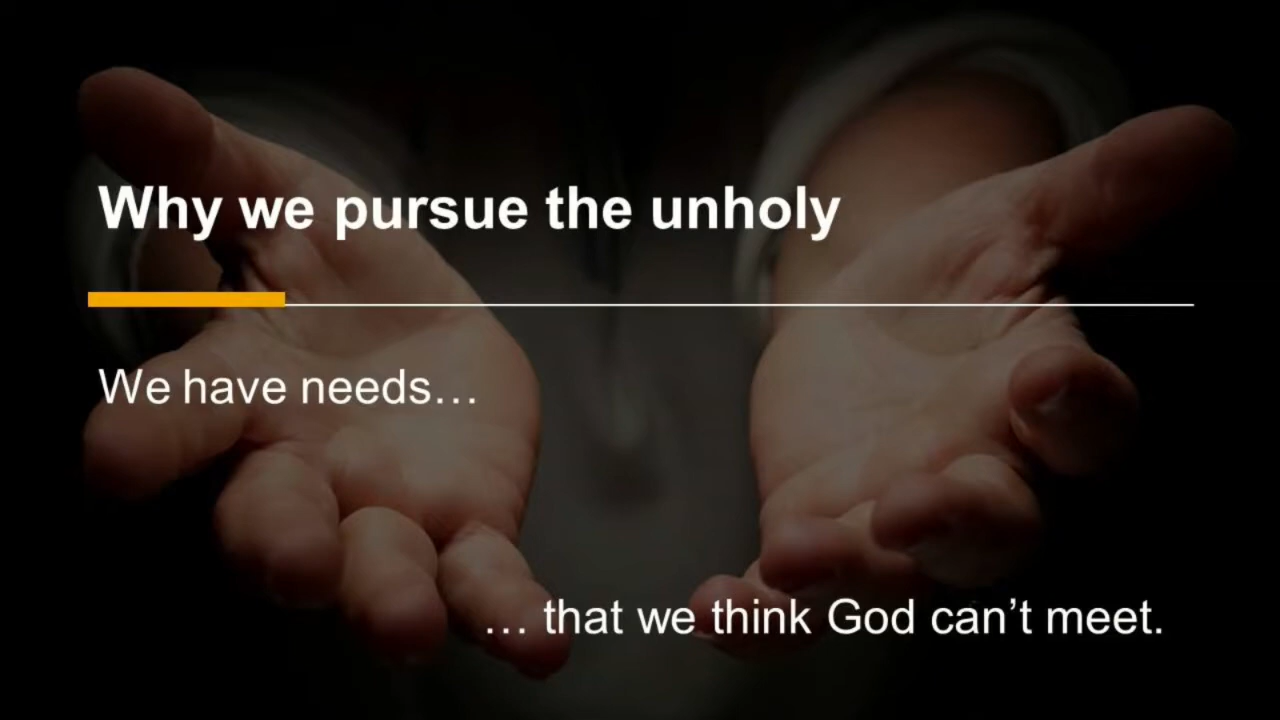 Why we pursue the unholy
We have needs…
… that we think God can’t meet.